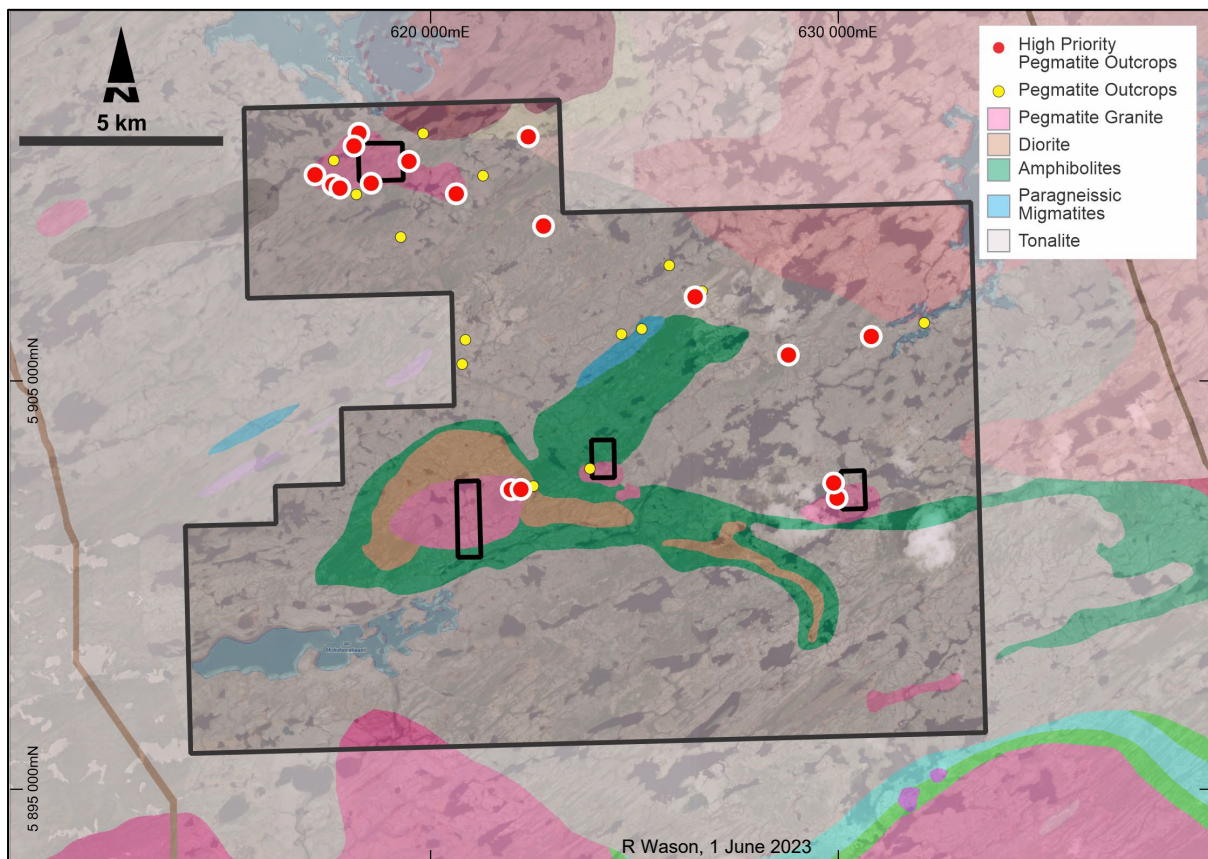 620 000mE
630 000mE
N
5 km
High Priority
Pegmatite Outcrops
Pegmatite Outcrops
Pegmatite Granite
Diorite
Amphibolites
Paragneissic
Migmatites
Tonalite
5 905 000mN
5 895 000mN
R Wason, 1 June 2023